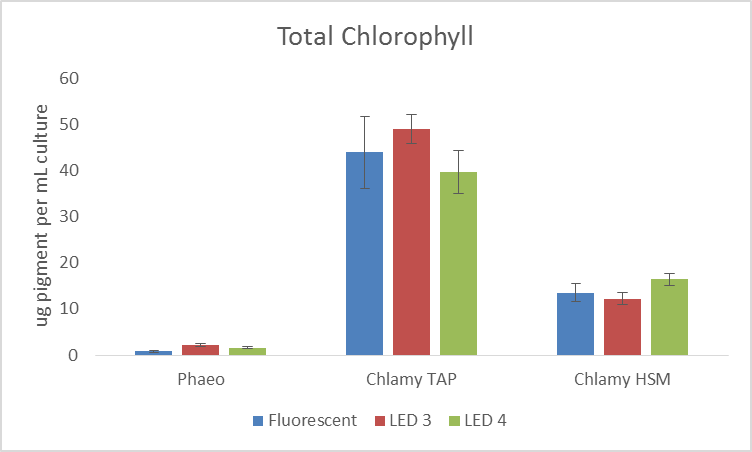 Total Chlorophyll
ug pigment per mL culture
60
50
40
30
20
10
0
Phaeo Chlamy TAP Chlamy HSM
Fluorescent LED 3 LED 4